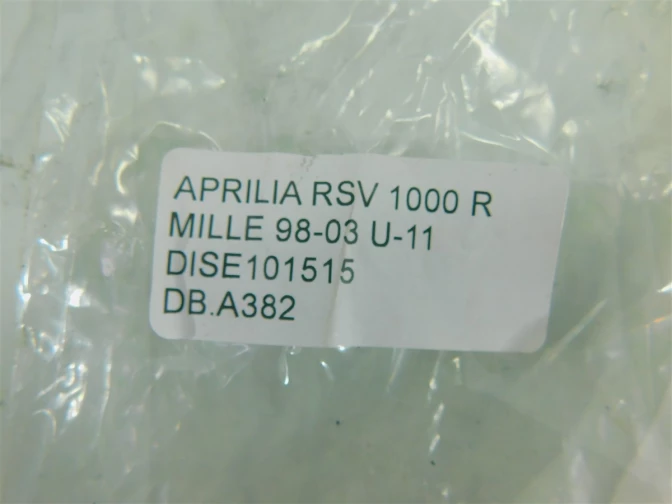 APRILIA RSV 1000 R
MILLE 98-03 U-11
DISE101515
DB.A382